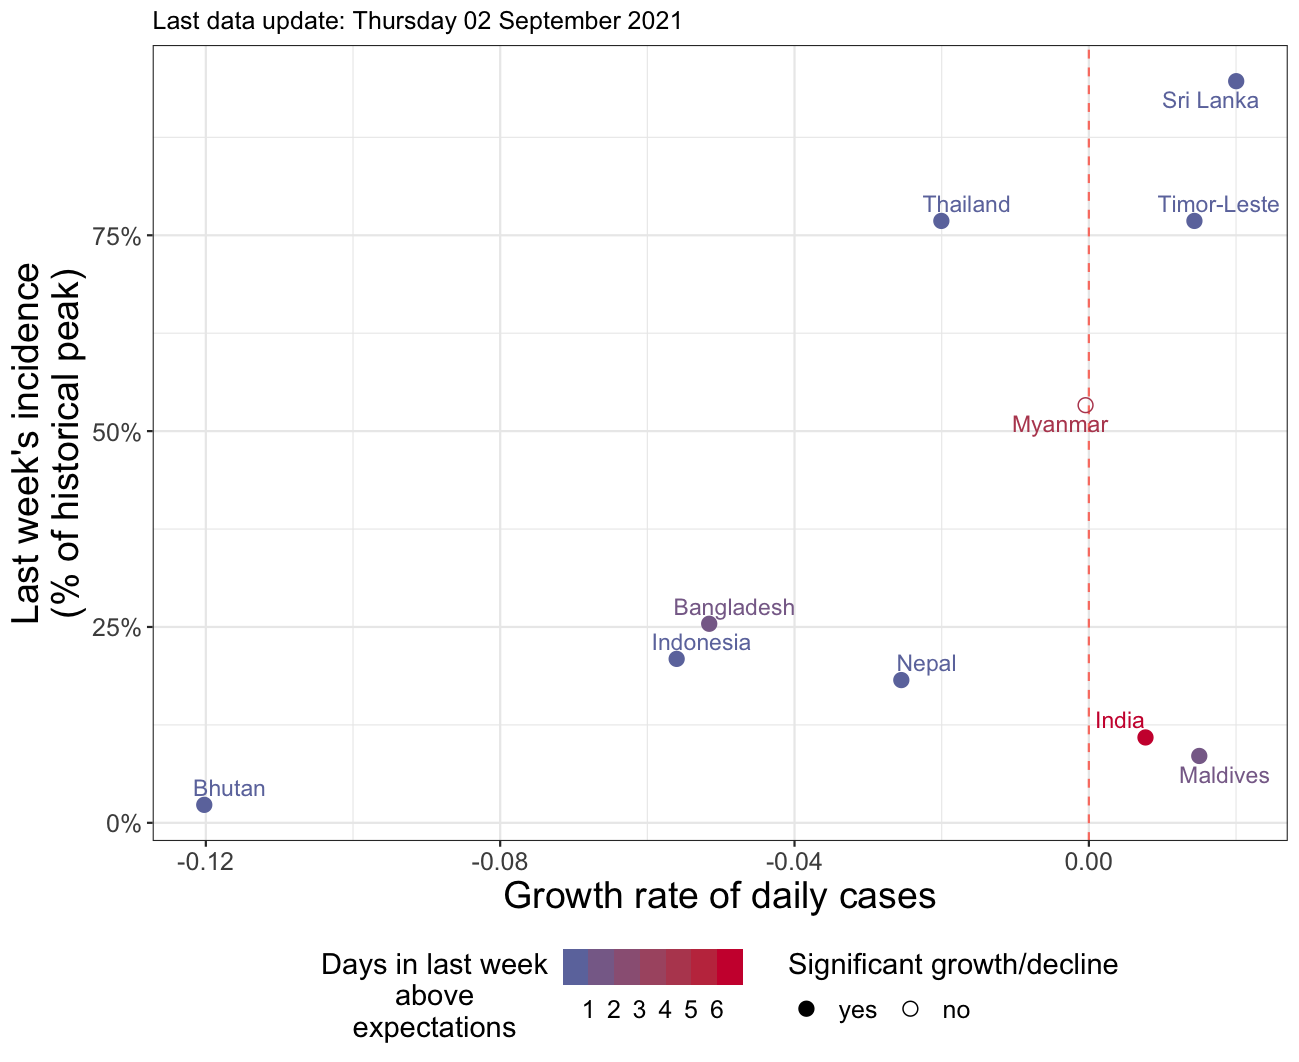 Last data update: Thursday 02 September 2021
Sri Lanka
Thailand
Timor-Leste
75%
Last week's incidence
(% of historical peak)
Myanmar
50%
Bangladesh
25%
Indonesia
Nepal
India
Maldives
Bhutan
0%
-0.12 -0.08 -0.04 0.00
Growth rate of daily cases
Days in last week
above
expectations
1 2 3 4 5 6
Significant growth/decline
yes no